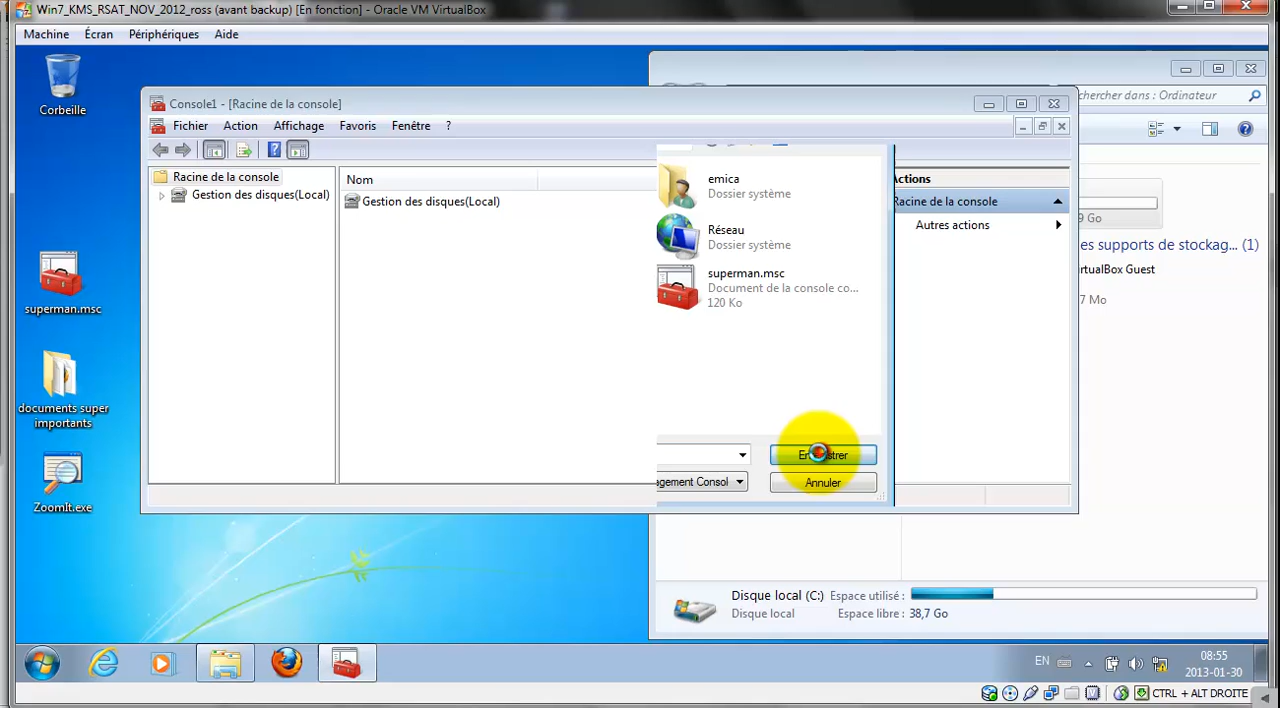 Win7_KMS_RSAT_NOV_2012_ross (avant backup) [En fonction] - Oracle VM VirtualBox
Machine Écran Périphériques Aide
Corbeille
superman.msc
documents super
importants
ZoomIt.exe
Console1 - [Racine de la console]
Fichier Action Affichage Favoris Fenêtre ?
Racine de la console
Gestion des disques(Local)
Nom
Gestion des disques(Local)
emica
Dossier système
Réseau
Dossier système
superman.msc
Document de la console co...
120 Ko
agement Consol
Annuler
Actions
Racine de la console
Autres actions
chercher dans : Ordinateur
9 Go
es supports de stockag... (1)
rtualBox Guest
7 Mo
Disque local (C:) Espace utilisé :
Disque local Espace libre : 38,7 Go
EN
08:55
2013-01-30
CTRL + ALT DROITE